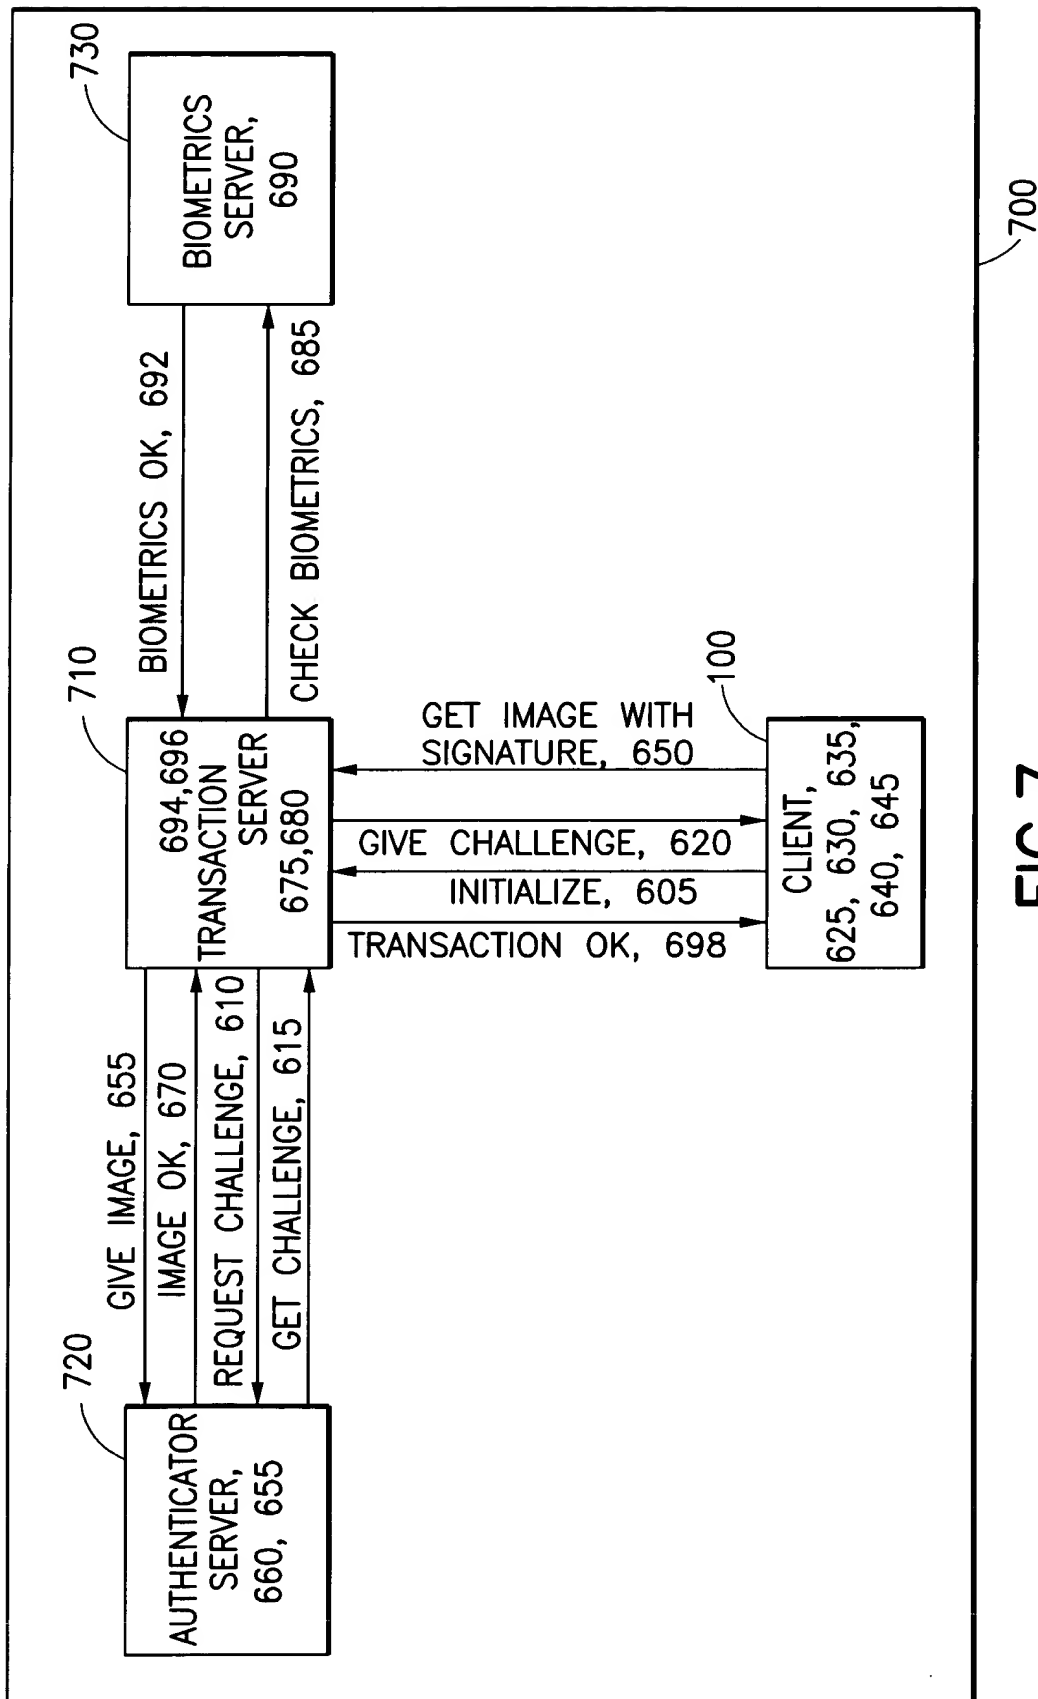 720
AUTHENTICATOR
SERVER,
660, 655
GIVE IMAGE, 655
IMAGE OK, 670
REQUEST CHALLENGE, 610
GET CHALLENGE, 615
710
694,696
TRANSACTION
SERVER
675,680
BIOMETRICS OK, 692
CHECK BIOMETRICS, 685
730
BIOMETRICS
SERVER,
690
GET IMAGE WITH
SIGNATURE, 650
GIVE CHALLENGE, 620
INITIALIZE, 605
TRANSACTION OK, 698
100
CLIENT,
625, 630, 635,
640, 645
700
FIG.7